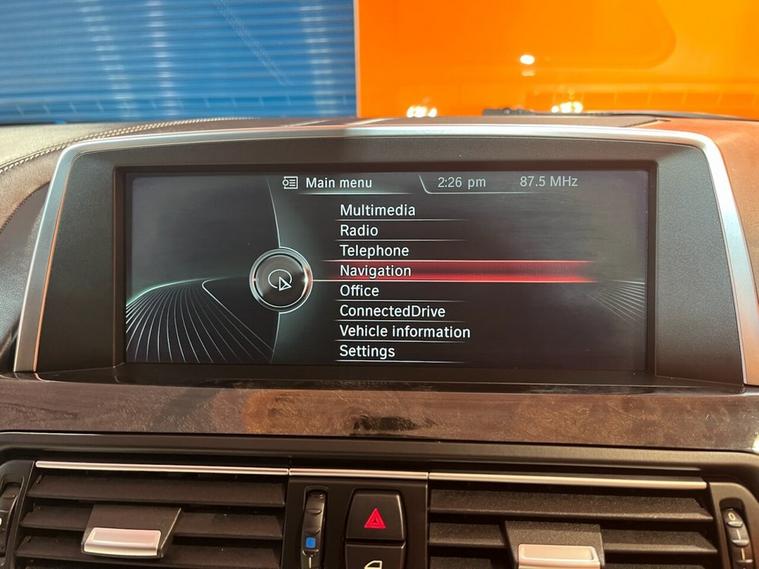 Main menu 2:26 pm 87.5 MHz
Multimedia
Radio
Telephone
Navigation
Office
ConnectedDrive
Vehicle information
Settings